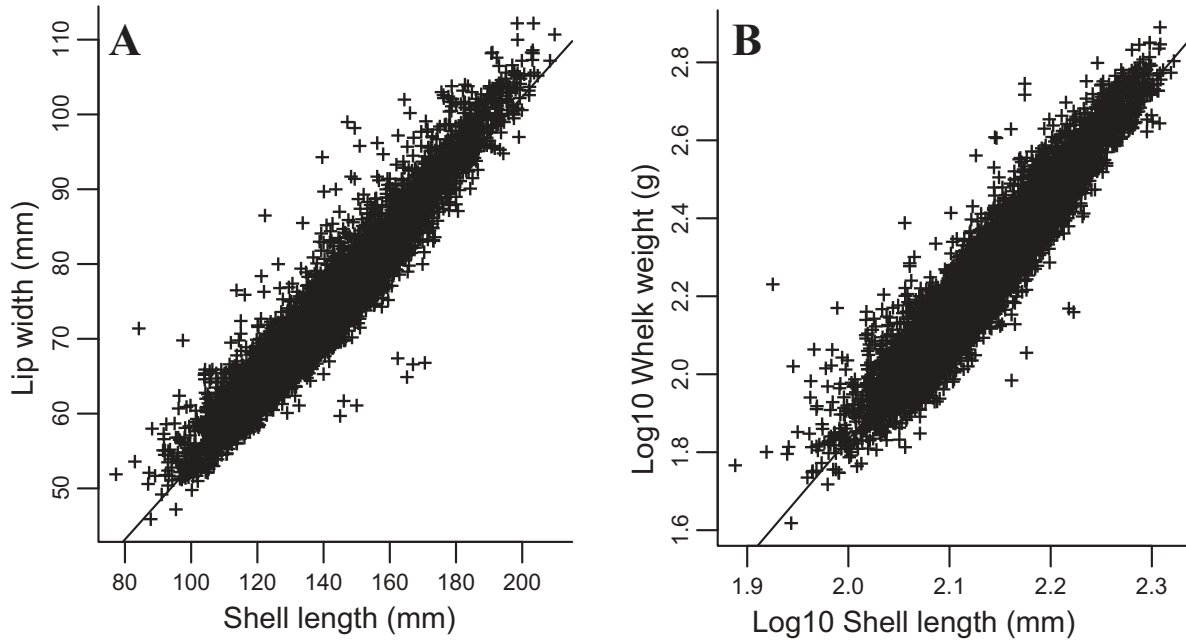 A
110
100
90
80
70
60
50
Lip width (mm)
80 100 120 140 160 180 200
Shell length (mm)
B
2.8
2.6
2.4
2.2
2.0
1.8
1.6
Log10 Whelk weight (g)
1.9 2.0 2.1 2.2 2.3
Log10 Shell length (mm)